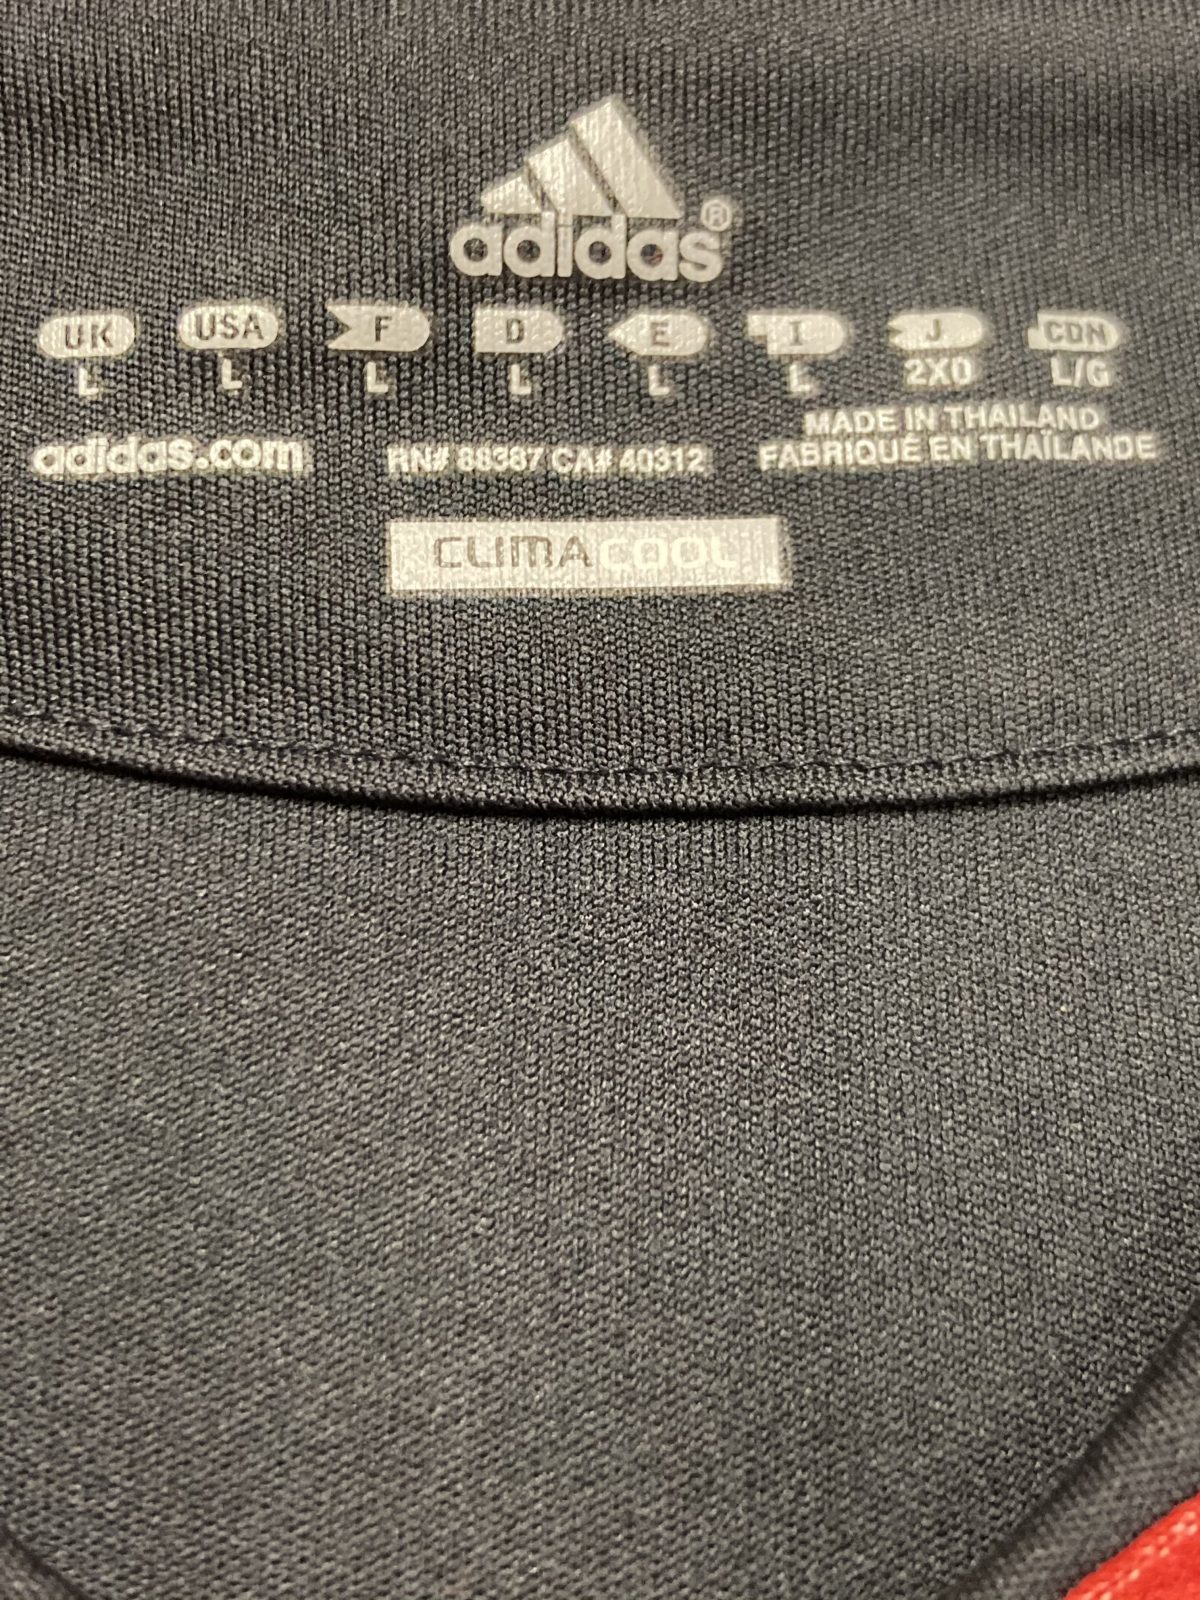 adidas®
UK USA F D E I J CDN
L L L L L L 2XO L/G
adidas.com RN# 88387 CA# 40312 MADE IN THAILAND
FABRIQUÉ EN THAÏLANDE
CLIMACOOL